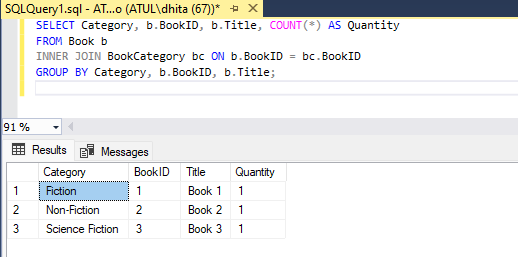 SQLQuery1.sql - AT...o (ATUL\dhita (67))*
SELECT Category, b.BookID, b.Title, COUNT(*) AS Quantity
FROM Book b
INNER JOIN BookCategory bc ON b.BookID = bc.BookID
GROUP BY Category, b.BookID, b.Title;
91 %
Results Messages
Category BookID Title Quantity
1 Fiction 1 Book 1 1
2 Non-Fiction 2 Book 2 1
3 Science Fiction 3 Book 3 1